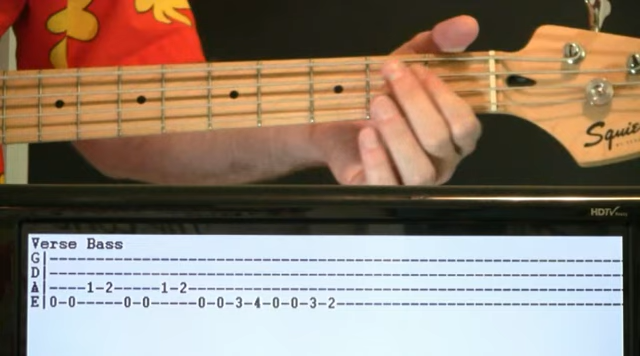 Squi
HDTV
Verse Bass
G|---------------------------------------------------------------
D|---------------------------------------------------------------
A|----1-2-----1-2------------------------------------------------
E|0-0-----0-0-----0-0-3-4-0-0-3-2--------------------------------